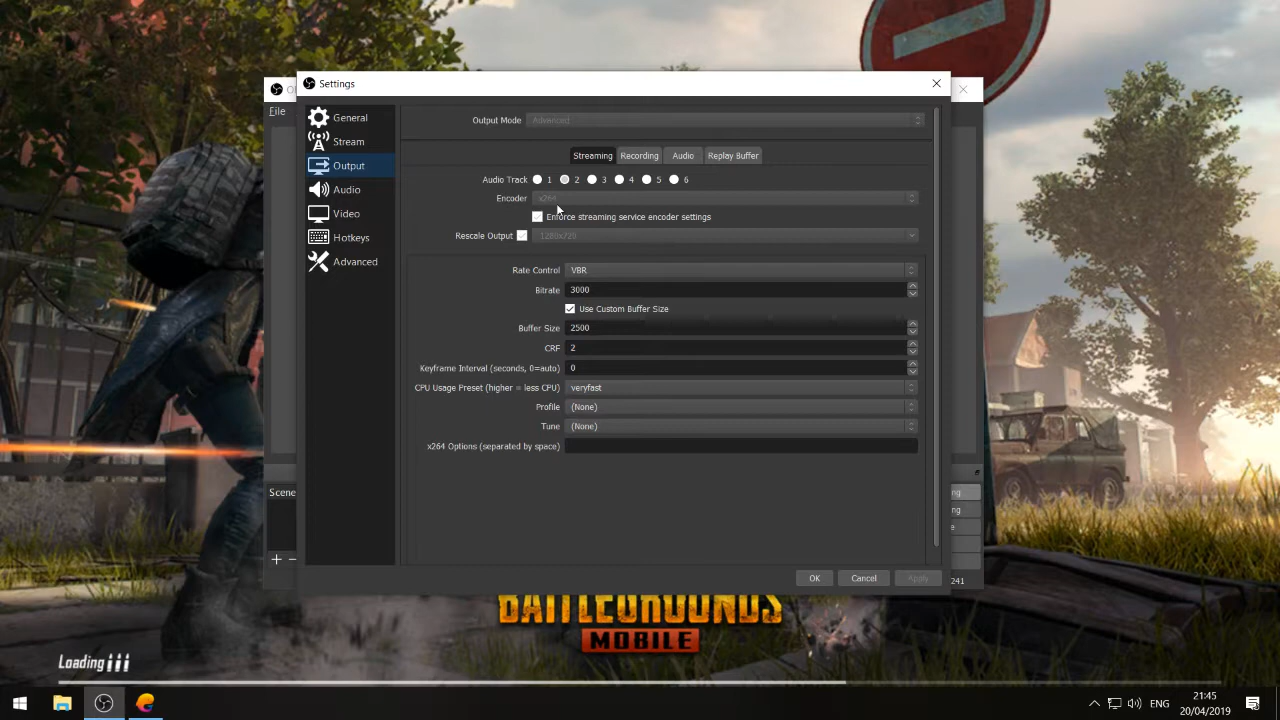 Settings
File
General
Stream
Output
Audio
Video
Hotkeys
Advanced
Output Mode Advanced
Streaming Recording Audio Replay Buffer
Audio Track 1 2 3 4 5 6
Encoder x264
Enforce streaming service encoder settings
Rescale Output 1280x720
Rate Control VBR
Bitrate 3000
Use Custom Buffer Size
Buffer Size 2500
CRF 2
Keyframe Interval (seconds, 0=auto) 0
CPU Usage Preset (higher = less CPU) veryfast
Profile (None)
Tune (None)
x264 Options (separated by space)
Scene
OK Cancel Apply
BATTLEGROUNDS
MOBILE
Loading
ENG
21:45
20/04/2019